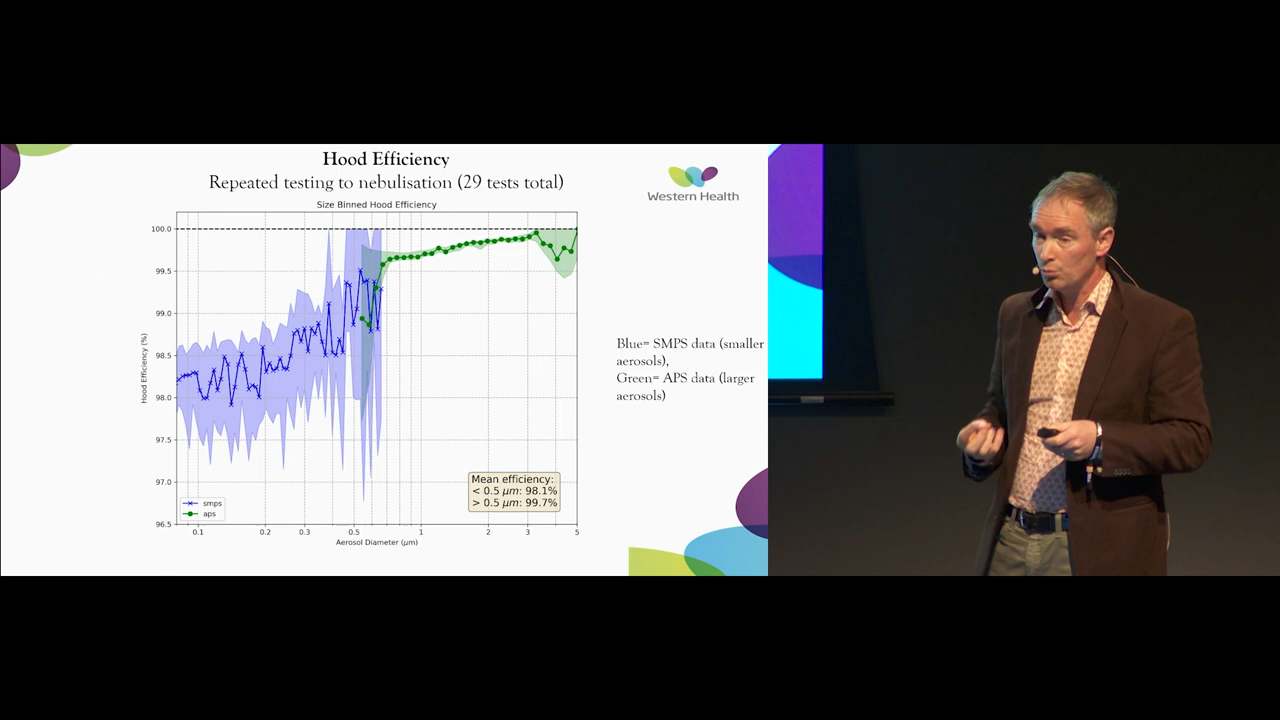 Hood Efficiency
Repeated testing to nebulisation (29 tests total)
Western Health
Size Binned Hood Efficiency
Hood Efficiency (%)
100.0
99.5
99.0
98.5
98.0
97.5
97.0
96.5
smps
aps
Mean efficiency:
< 0.5 μm: 98.1%
> 0.5 μm: 99.7%
0.1 0.2 0.3 0.5 1 2 3 5
Aerosol Diameter (μm)
Blue= SMPS data (smaller
aerosols),
Green= APS data (larger
aerosols)